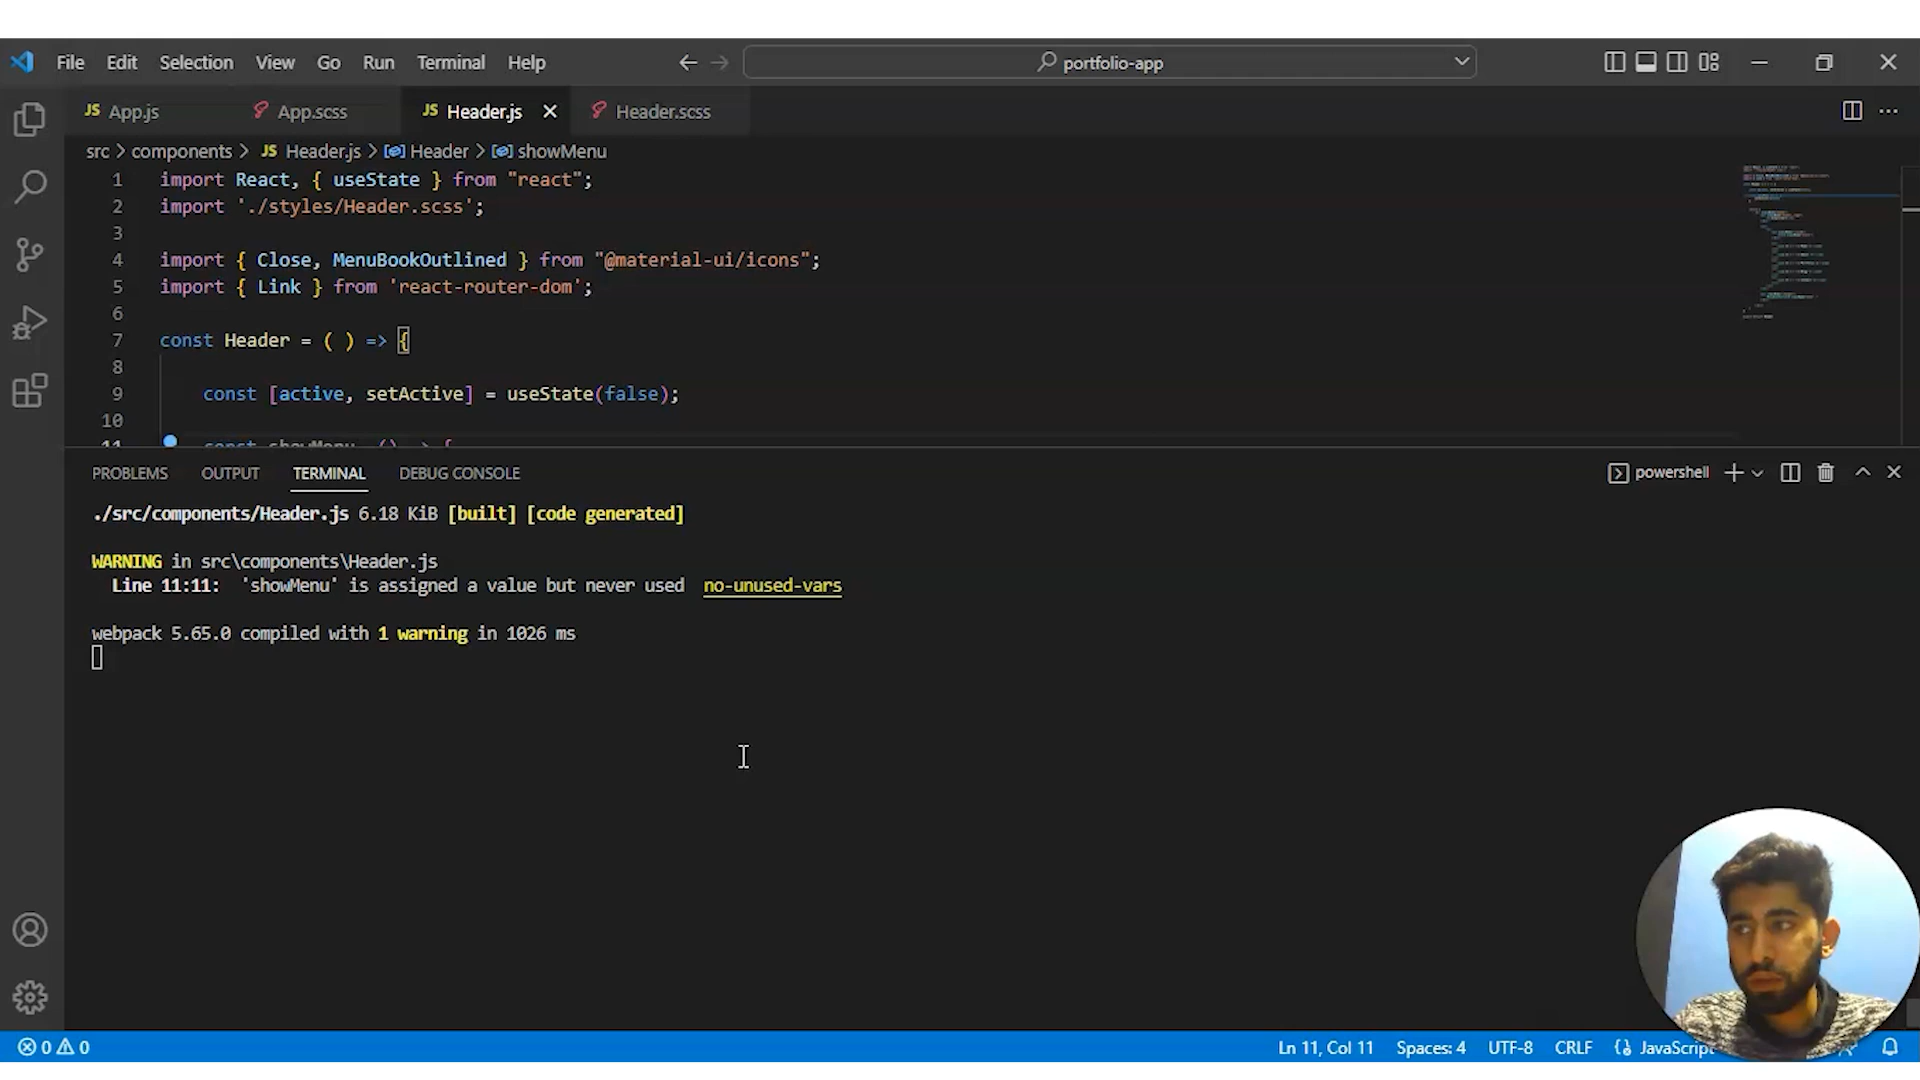 File Edit Selection View Go Run Terminal Help
portfolio-app
JS App.js App.scss JS Header.js Header.scss
src > components > JS Header.js > Header > showMenu
1 import React, { useState } from "react";
2 import './styles/Header.scss';
3
4 import { Close, MenuBookOutlined } from "@material-ui/icons";
5 import { Link } from 'react-router-dom';
6
7 const Header = ( ) => {
8
9 const [active, setActive] = useState(false);
10
11 const showMenu () => {
PROBLEMS OUTPUT TERMINAL DEBUG CONSOLE
powershell
./src/components/Header.js 6.18 KiB [built] [code generated]
WARNING in src\components\Header.js
Line 11:11: 'showMenu' is assigned a value but never used no-unused-vars
webpack 5.65.0 compiled with 1 warning in 1026 ms
0 0
Ln 11, Col 11 Spaces: 4 UTF-8 CRLF JavaScript